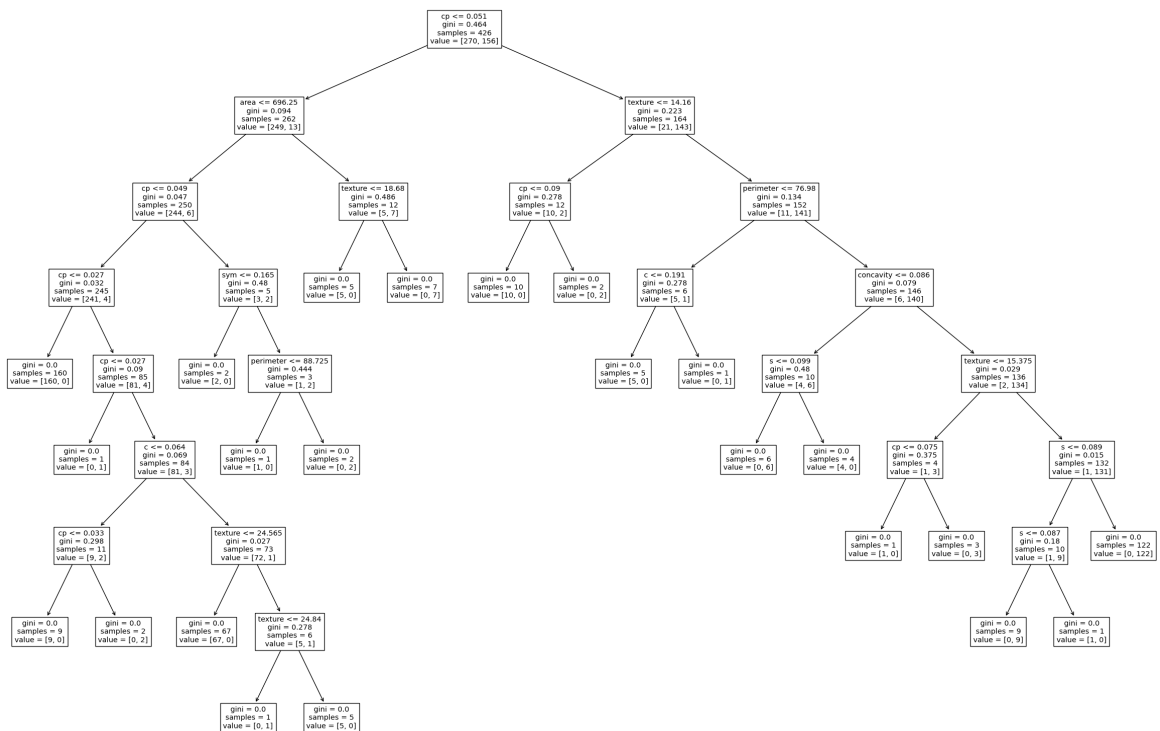 cp <= 0.051
gini = 0.464
samples = 426
value = [270, 156]
area <= 696.25
gini = 0.094
samples = 262
value = [249, 13]
texture <= 14.16
gini = 0.223
samples = 164
value = [21, 143]
cp <= 0.049
gini = 0.047
samples = 250
value = [244, 6]
texture <= 18.68
gini = 0.486
samples = 12
value = [5, 7]
cp <= 0.09
gini = 0.278
samples = 12
value = [10, 2]
perimeter <= 76.98
gini = 0.134
samples = 152
value = [11, 141]
cp <= 0.027
gini = 0.032
samples = 245
value = [241, 4]
sym <= 0.165
gini = 0.48
samples = 5
value = [3, 2]
gini = 0.0
samples = 5
value = [5, 0]
gini = 0.0
samples = 7
value = [0, 7]
gini = 0.0
samples = 10
value = [10, 0]
gini = 0.0
samples = 2
value = [0, 2]
c <= 0.191
gini = 0.278
samples = 6
value = [5, 1]
concavity <= 0.086
gini = 0.079
samples = 146
value = [6, 140]
gini = 0.0
samples = 160
value = [160, 0]
cp <= 0.027
gini = 0.09
samples = 85
value = [81, 4]
gini = 0.0
samples = 2
value = [2, 0]
perimeter <= 88.725
gini = 0.444
samples = 3
value = [1, 2]
gini = 0.0
samples = 5
value = [5, 0]
gini = 0.0
samples = 1
value = [0, 1]
s <= 0.099
gini = 0.48
samples = 10
value = [4, 6]
texture <= 15.375
gini = 0.029
samples = 136
value = [2, 134]
gini = 0.0
samples = 1
value = [0, 1]
c <= 0.064
gini = 0.069
samples = 84
value = [81, 3]
gini = 0.0
samples = 1
value = [1, 0]
gini = 0.0
samples = 2
value = [0, 2]
gini = 0.0
samples = 6
value = [0, 6]
gini = 0.0
samples = 4
value = [4, 0]
cp <= 0.075
gini = 0.375
samples = 4
value = [1, 3]
s <= 0.089
gini = 0.015
samples = 132
value = [1, 131]
cp <= 0.033
gini = 0.298
samples = 11
value = [9, 2]
texture <= 24.565
gini = 0.027
samples = 73
value = [72, 1]
gini = 0.0
samples = 1
value = [1, 0]
gini = 0.0
samples = 3
value = [0, 3]
s <= 0.087
gini = 0.18
samples = 10
value = [1, 9]
gini = 0.0
samples = 122
value = [0, 122]
gini = 0.0
samples = 9
value = [9, 0]
gini = 0.0
samples = 2
value = [0, 2]
gini = 0.0
samples = 67
value = [67, 0]
texture <= 24.84
gini = 0.278
samples = 6
value = [5, 1]
gini = 0.0
samples = 9
value = [0, 9]
gini = 0.0
samples = 1
value = [1, 0]
gini = 0.0
samples = 1
value = [0, 1]
gini = 0.0
samples = 5
value = [5, 0]